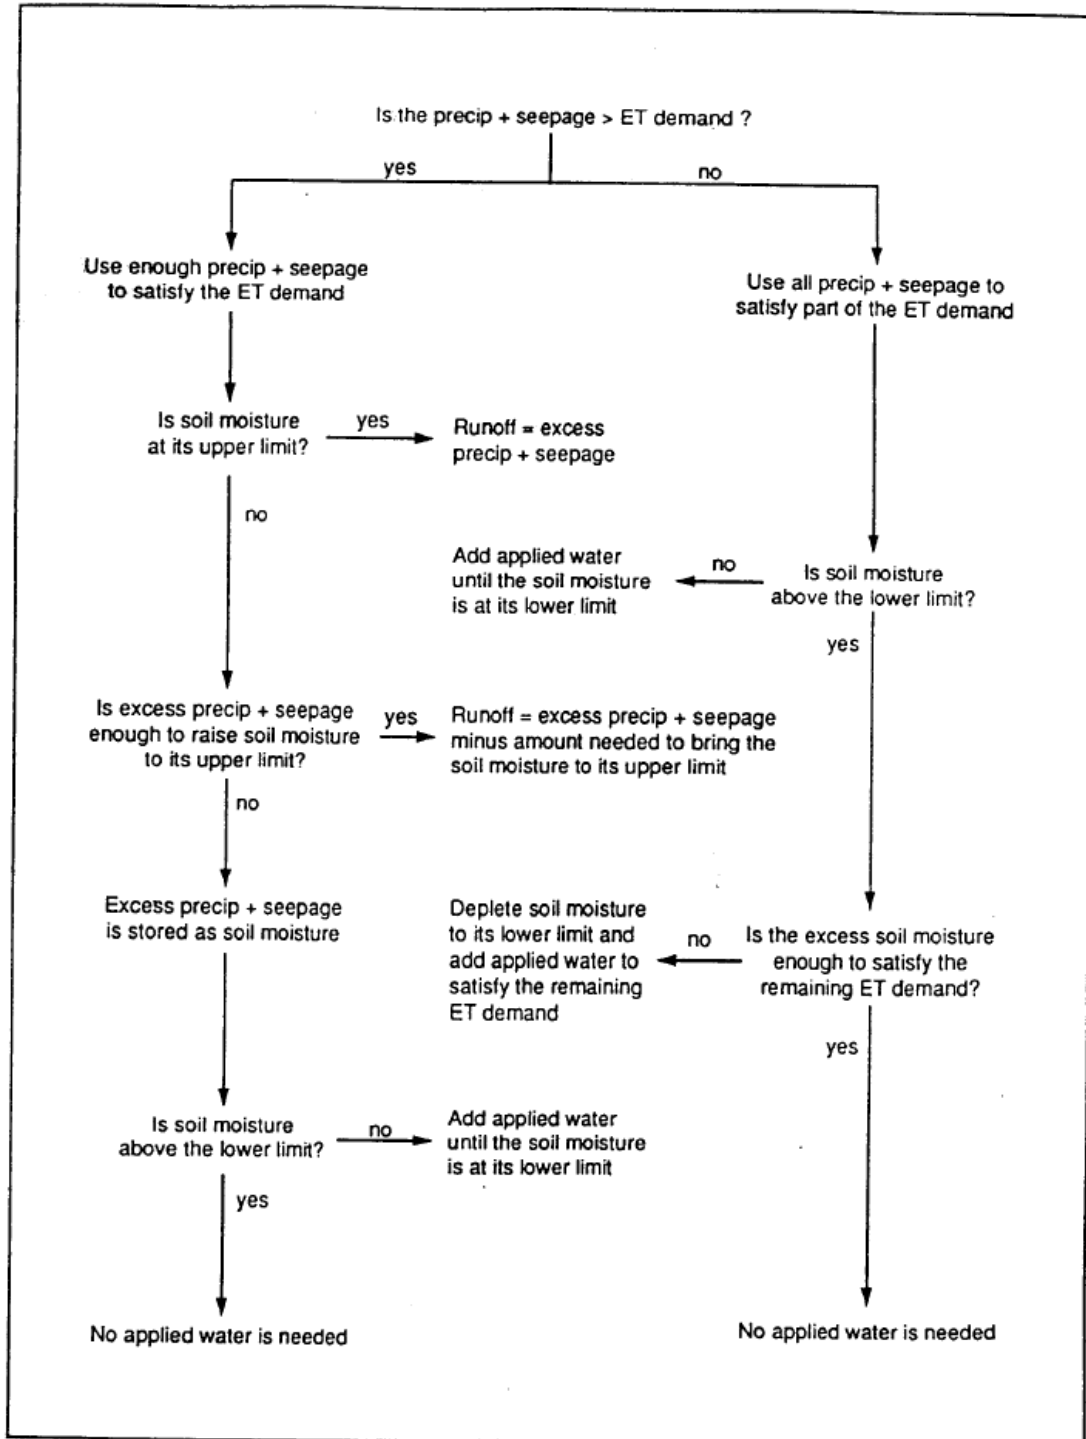 Is the precip + seepage > ET demand ?
yes
no
Use enough precip + seepage
to satisfy the ET demand
Use all precip + seepage to
satisfy part of the ET demand
Is soil moisture
at its upper limit?
yes
Runoff = excess
precip + seepage
no
Add applied water
until the soil moisture
is at its lower limit
no
Is soil moisture
above the lower limit?
yes
Is excess precip + seepage
enough to raise soil moisture
to its upper limit?
yes
Runoff = excess precip + seepage
minus amount needed to bring the
soil moisture to its upper limit
no
Excess precip + seepage
is stored as soil moisture
Deplete soil moisture
to its lower limit and
add applied water to
satisfy the remaining
ET demand
no
Is the excess soil moisture
enough to satisfy the
remaining ET demand?
yes
Is soil moisture
above the lower limit?
no
Add applied water
until the soil moisture
is at its lower limit
yes
No applied water is needed
No applied water is needed